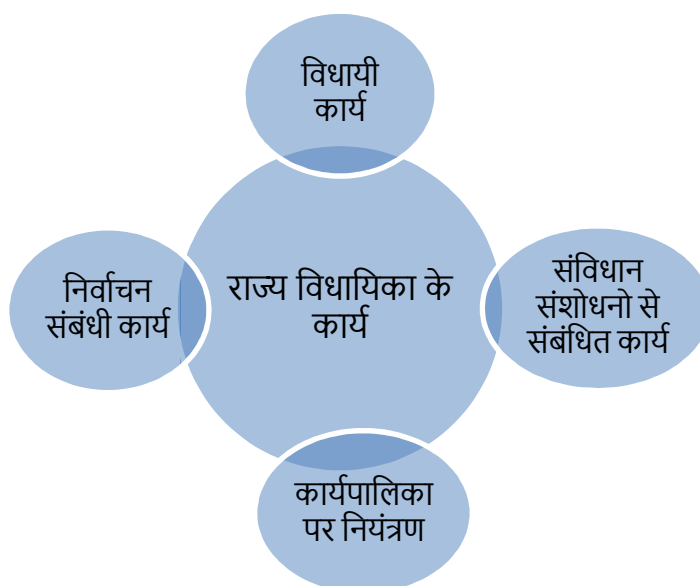 विधायी
कार्य
निर्वाचन
संबंधी कार्य
राज्य विधायिका के
कार्य
संविधान
संशोधनो से
संबंधित कार्य
कार्यपालिका
पर नियंत्रण